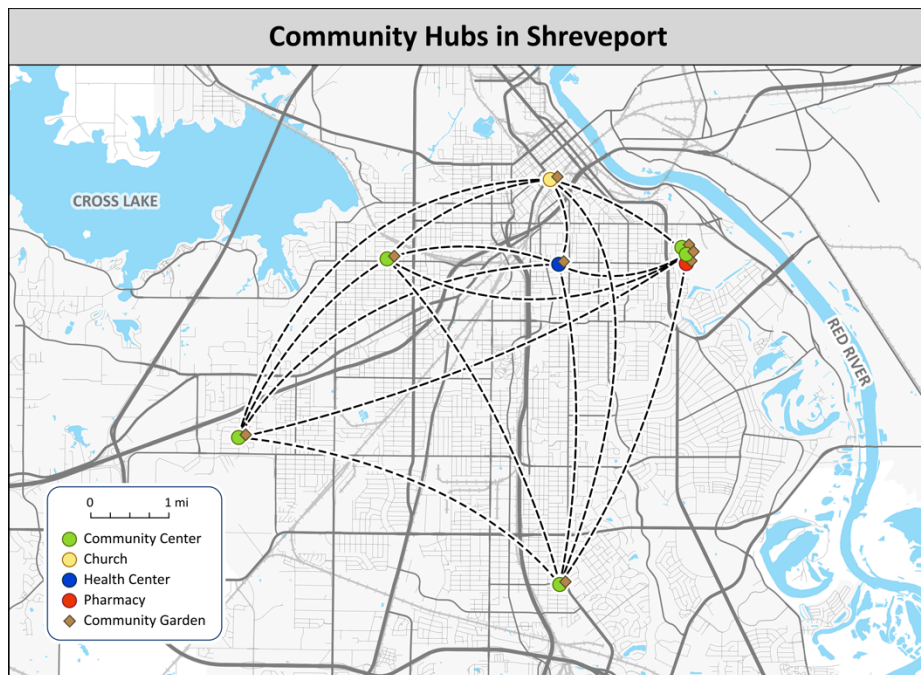 Community Hubs in Shreveport
CROSS LAKE
RED RIVER
0 1 mi
Community Center
Church
Health Center
Pharmacy
Community Garden